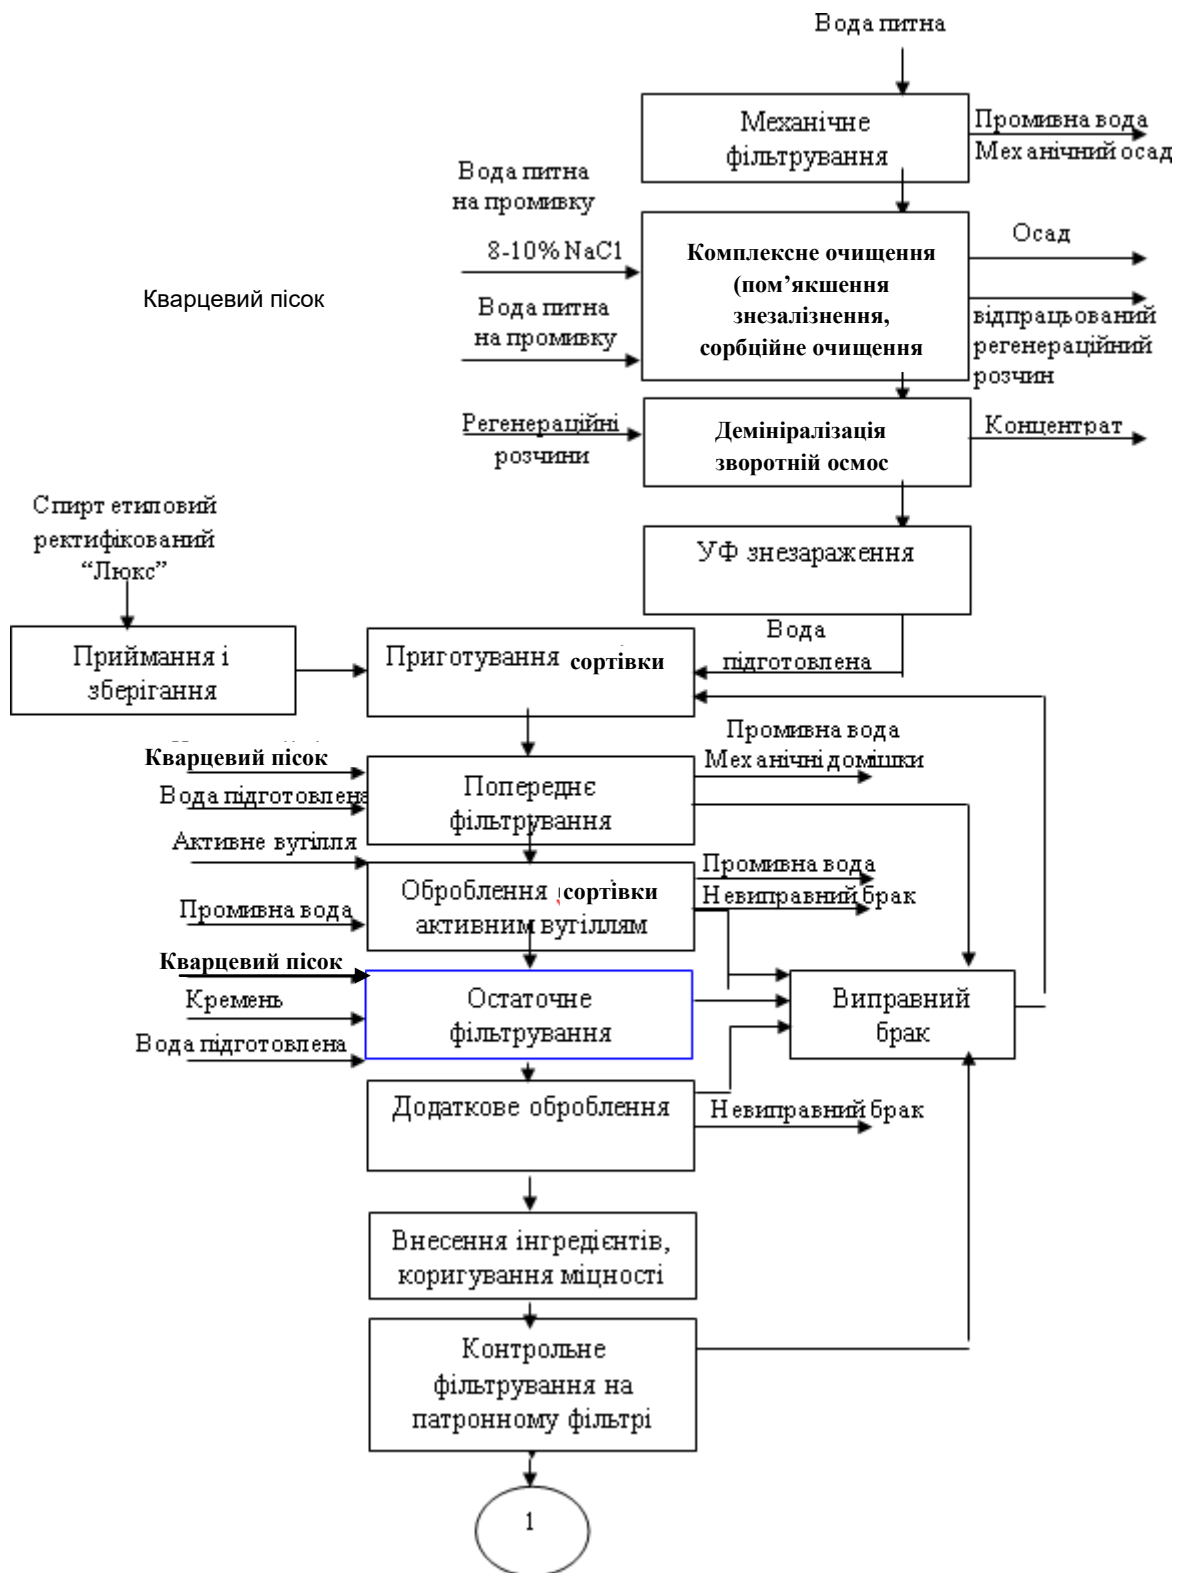 Вода питна
Механічне
фільтрування
Промивна вода
Механічний осад
Вода питна
на промивку
8-10% NaCl
Кварцевий пісок
Вода питна
на промивку
Комплексне очищення
(пом’якшення
знезалізнення,
сорбційне очищення
Осад
відпрацьований
регенераційний
розчин
Регенераційні
розчини
Демініралізація
зворотній осмос
Концентрат
Спирт етиловий
ректифікований
“Люкс”
УФ знезараження
Приймання і
зберігання
Приготування сортівки
Вода
підготовлена
Кварцевий пісок
Вода підготовлена
Попереднє
фільтрування
Промивна вода
Механічні домішки
Активне вугілля
Промивна вода
Оброблення сортівки
активним вугіллям
Промивна вода
Невиправний брак
Кварцевий пісок
Кремень
Вода підготовлена
Остаточне
фільтрування
Виправний
брак
Додаткове оброблення
Невиправний брак
Внесення інгредієнтів,
коригування міцності
Контрольне
фільтрування на
патронному фільтрі
1